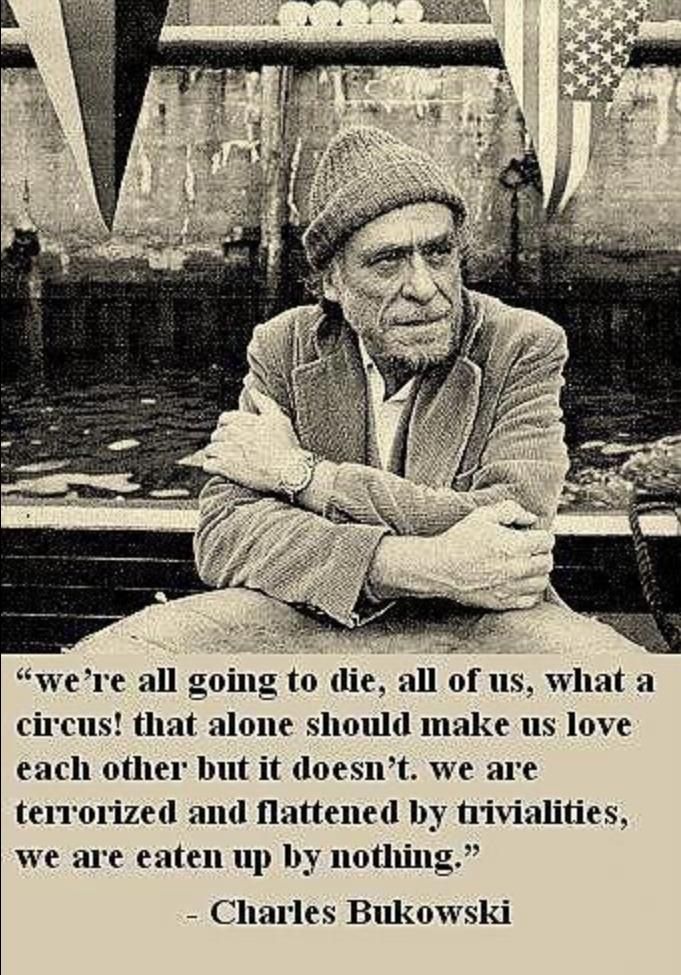 “we’re all going to die, all of us, what a
circus! that alone should make us love
each other but it doesn’t. we are
terrorized and flattened by trivialities,
we are eaten up by nothing.”
- Charles Bukowski